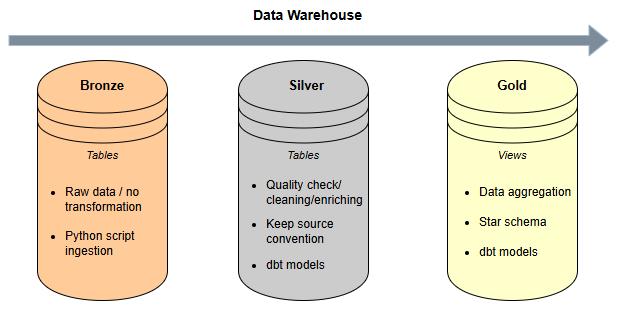 Data Warehouse
Bronze
Tables
Raw data / no
transformation
Python script
ingestion
Silver
Tables
Quality check/
cleaning/enriching
Keep source
convention
dbt models
Gold
Views
Data aggregation
Star schema
dbt models